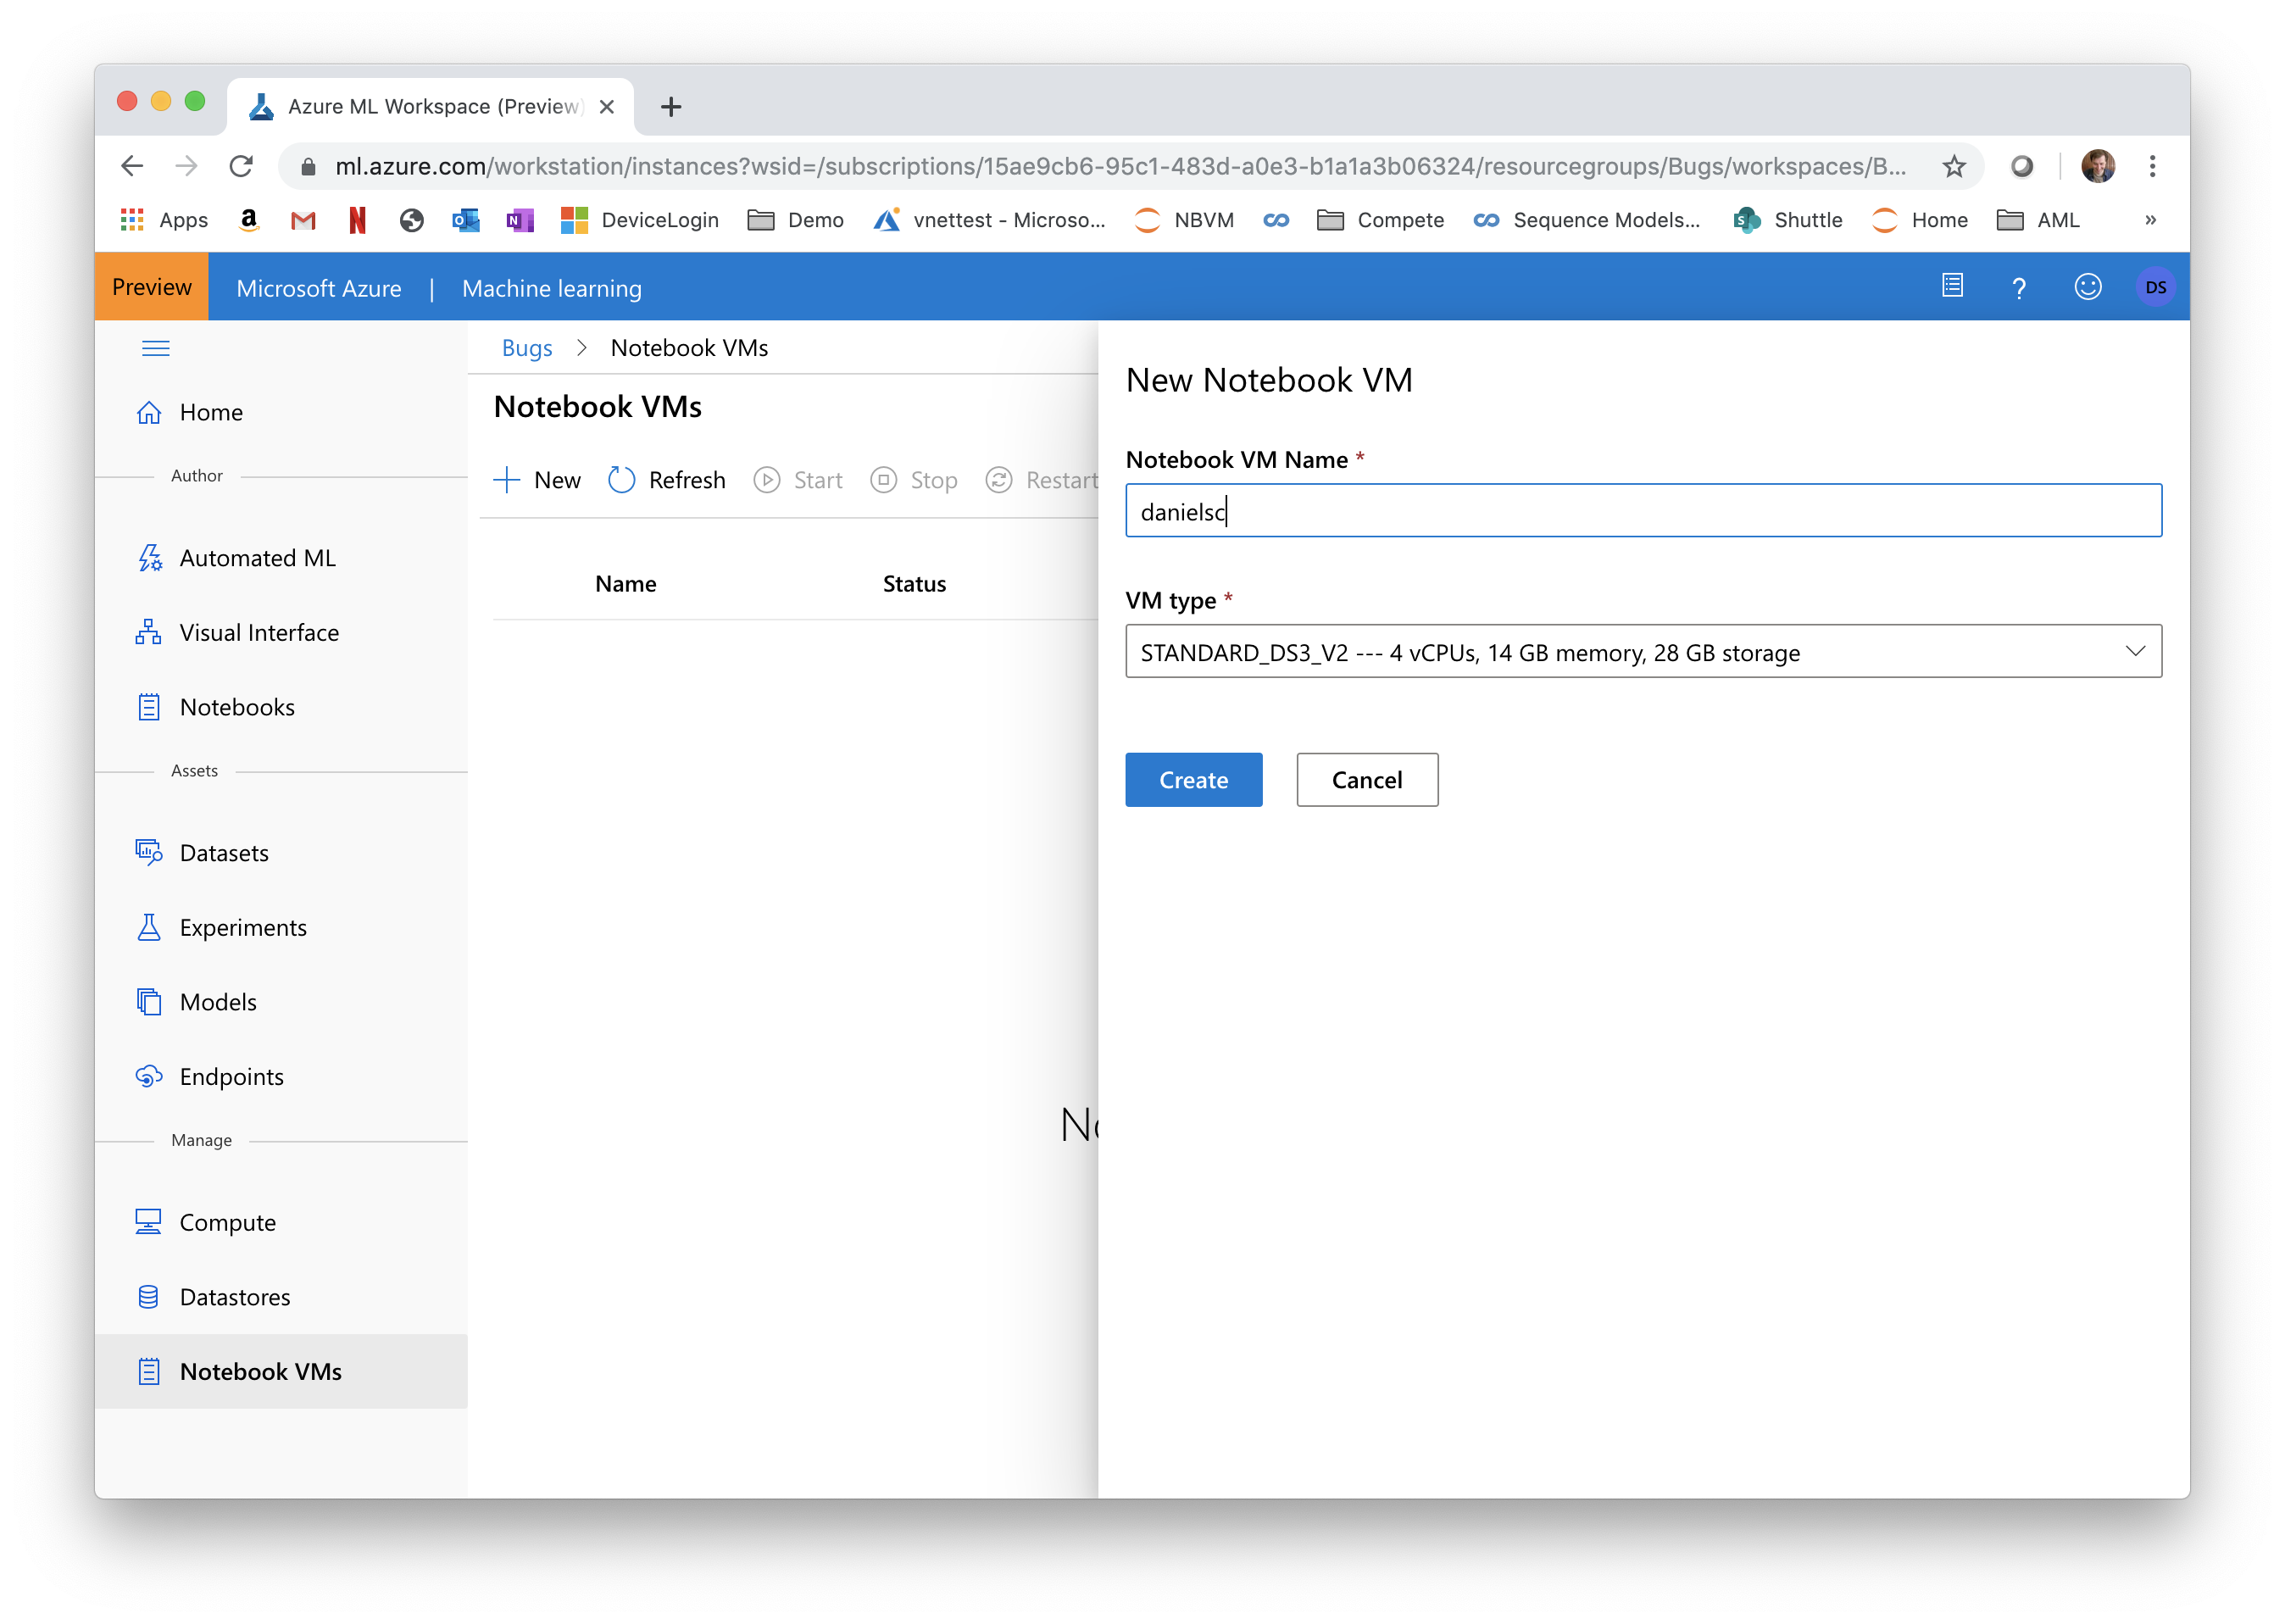 Azure ML Workspace (Preview)
ml.azure.com/workstation/instances?wsid=/subscriptions/15ae9cb6-95c1-483d-a0e3-b1a1a3b06324/resourcegroups/Bugs/workspaces/B...
Apps DeviceLogin Demo vnettest - Microso... NBVM Compete Sequence Models... Shuttle Home AML »
Preview Microsoft Azure | Machine learning ? DS
Bugs > Notebook VMs
Notebook VMs
New Refresh Start Stop Restart
Name Status
No
Home
Author
Automated ML
Visual Interface
Notebooks
Assets
Datasets
Experiments
Models
Endpoints
Manage
Compute
Datastores
Notebook VMs
New Notebook VM
Notebook VM Name *
danielsc
VM type *
STANDARD_DS3_V2 --- 4 vCPUs, 14 GB memory, 28 GB storage
Create Cancel